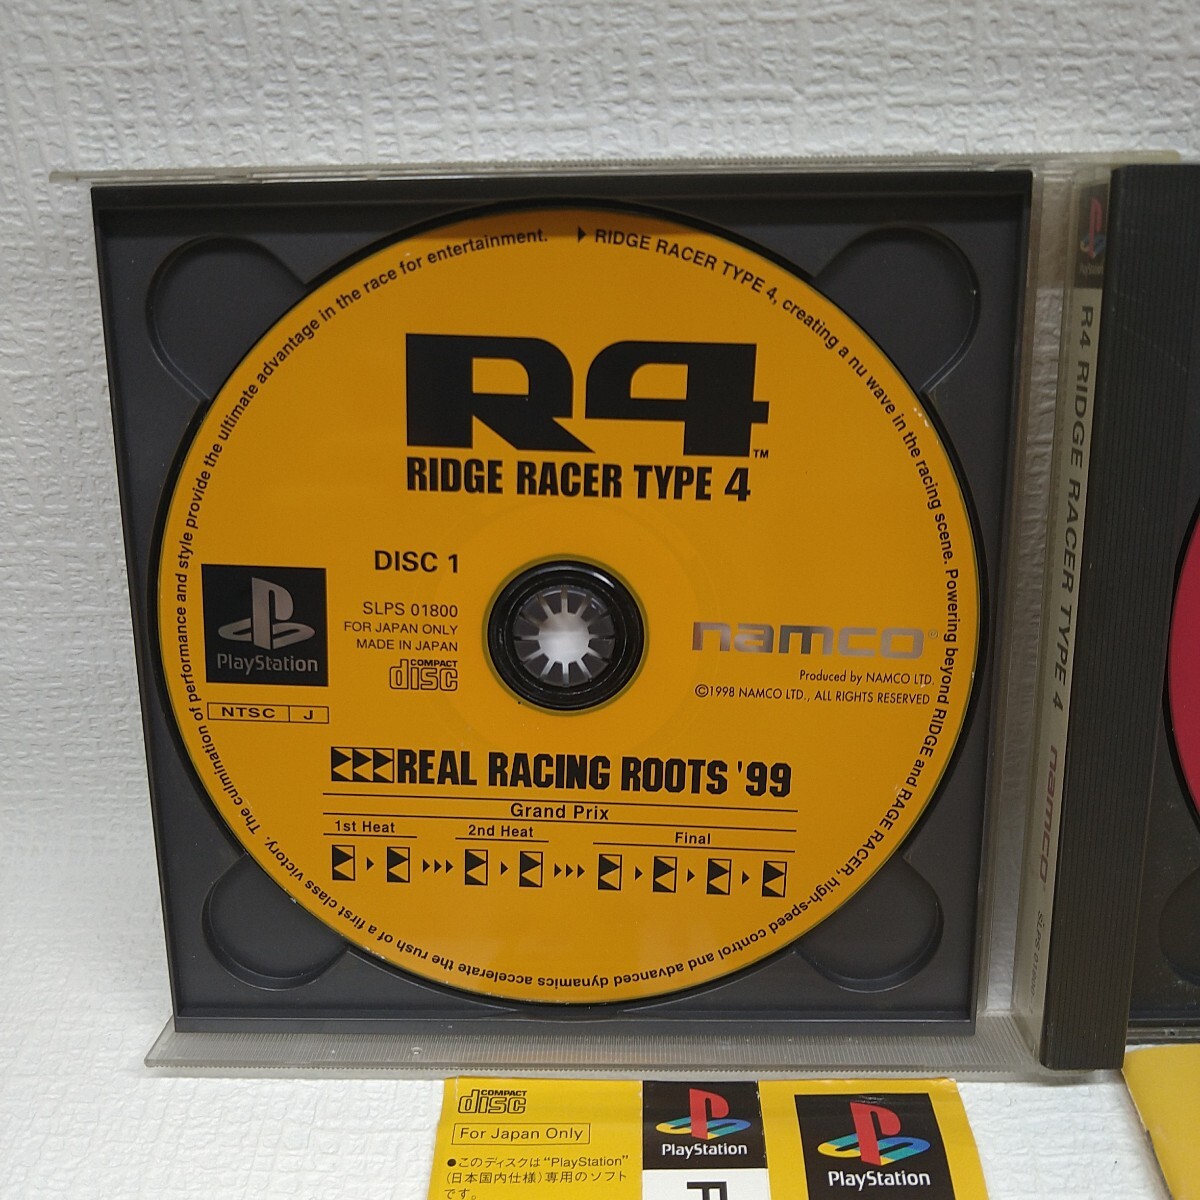 ▶ RIDGE RACER TYPE 4, creating a nu wave in the racing scene. Powering beyond RIDGE and RAGE RACER, high-speed control and advanced dynamics accelerate the rush of a first class victory. The culmination of performance and style provide the ultimate advantage in the race for entertainment.
R4™
RIDGE RACER TYPE 4
DISC 1
SLPS 01800
FOR JAPAN ONLY
MADE IN JAPAN
COMPACT
disc
PlayStation
NTSC J
namco®
Produced by NAMCO LTD.
©1998 NAMCO LTD., ALL RIGHTS RESERVED
REAL RACING ROOTS '99
Grand Prix
1st Heat
2nd Heat
Final
PlayStation
R4 RIDGE RACER TYPE 4
namco
COMPACT
disc
For Japan Only
●このディスクは“PlayStation”
(日本国内仕様)専用のソフト
です。
PlayStation
PlayStation